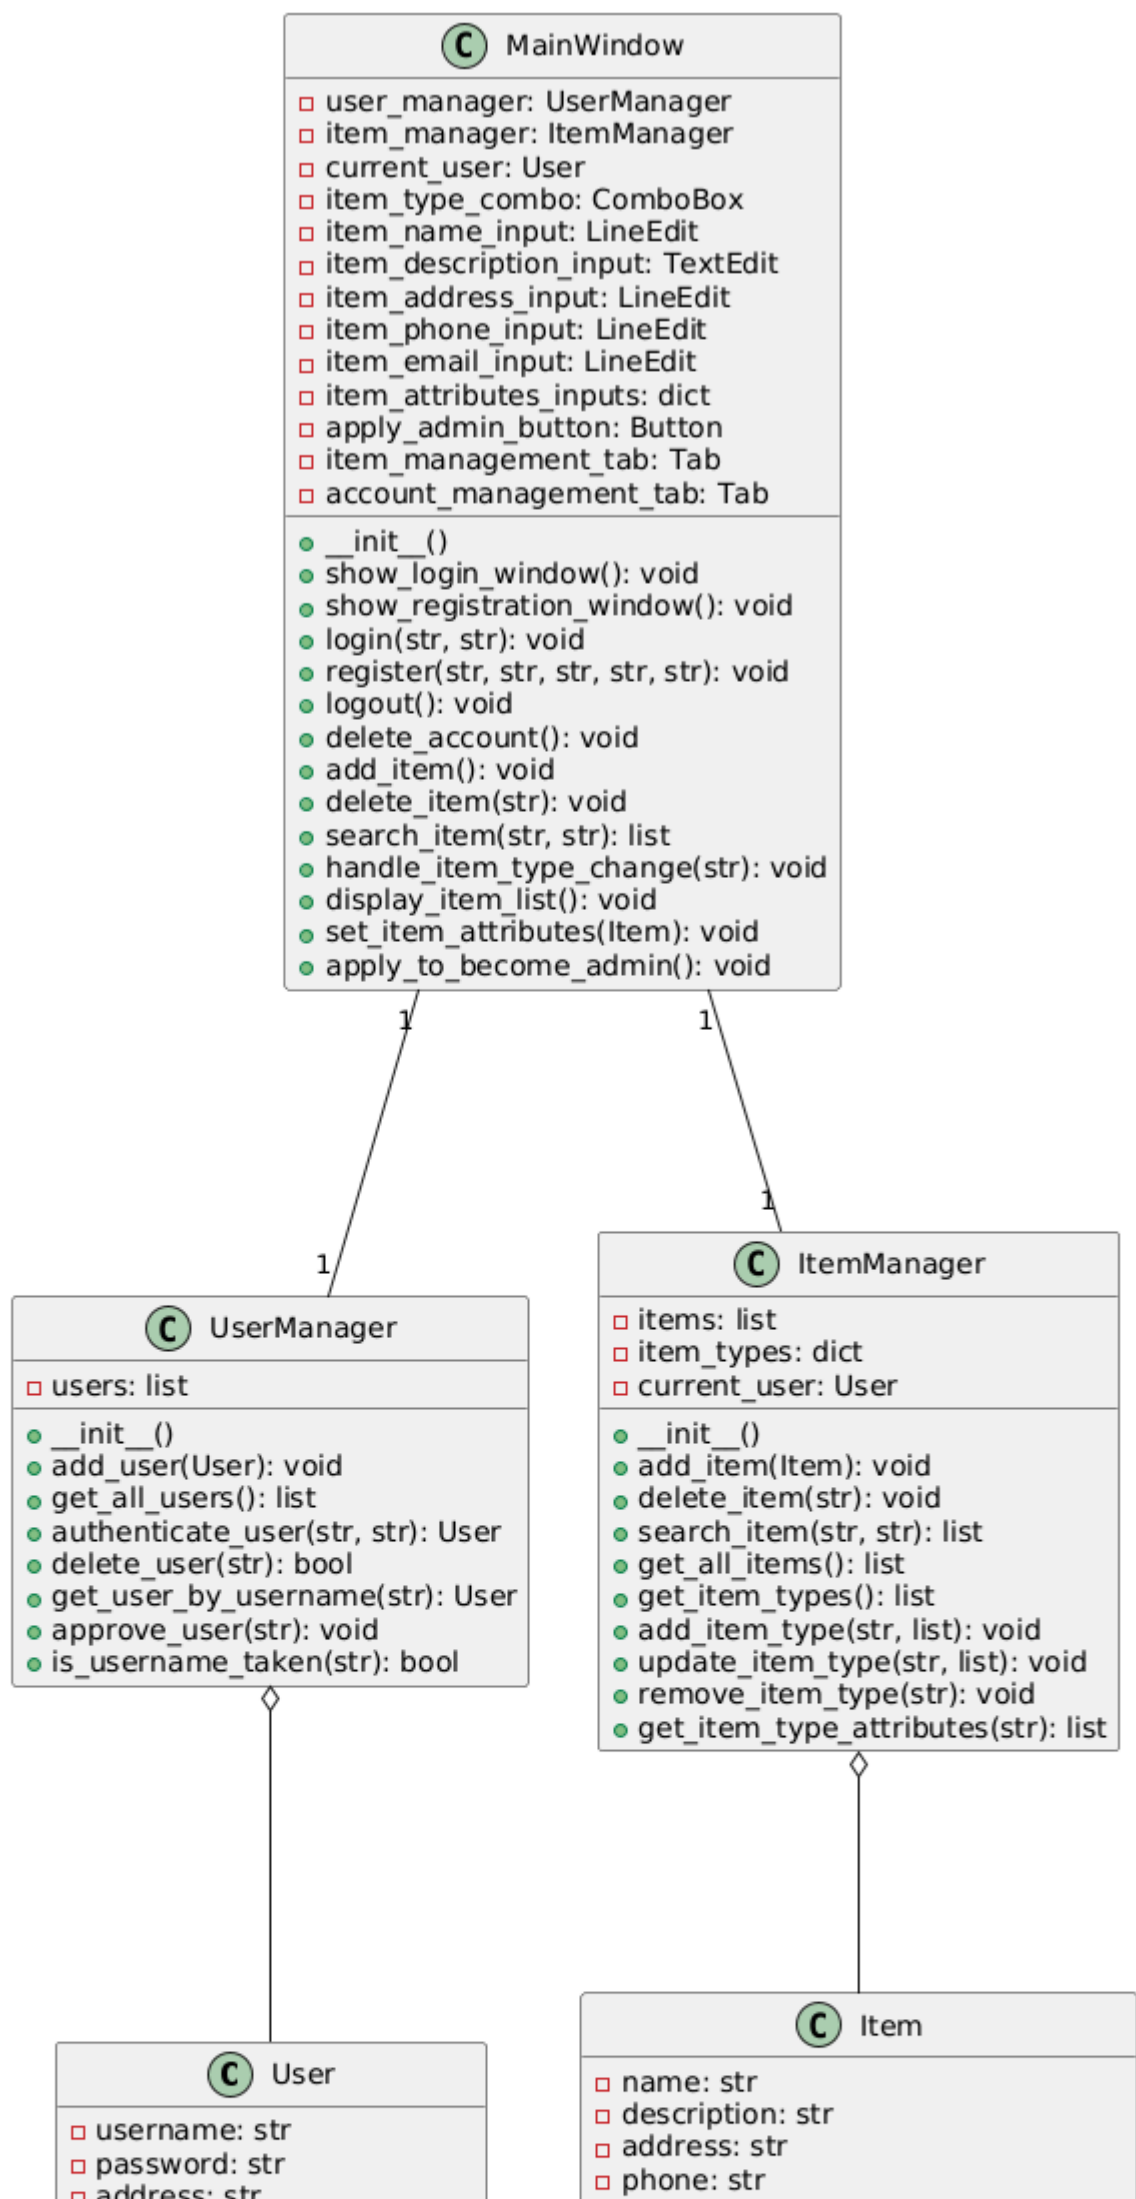 C MainWindow
user_manager: UserManager
item_manager: ItemManager
current_user: User
item_type_combo: ComboBox
item_name_input: LineEdit
item_description_input: TextEdit
item_address_input: LineEdit
item_phone_input: LineEdit
item_email_input: LineEdit
item_attributes_inputs: dict
apply_admin_button: Button
item_management_tab: Tab
account_management_tab: Tab
__init__()
show_login_window(): void
show_registration_window(): void
login(str, str): void
register(str, str, str, str, str): void
logout(): void
delete_account(): void
add_item(): void
delete_item(str): void
search_item(str, str): list
handle_item_type_change(str): void
display_item_list(): void
set_item_attributes(Item): void
apply_to_become_admin(): void
1
1
1
1
C UserManager
users: list
__init__()
add_user(User): void
get_all_users(): list
authenticate_user(str, str): User
delete_user(str): bool
get_user_by_username(str): User
approve_user(str): void
is_username_taken(str): bool
C ItemManager
items: list
item_types: dict
current_user: User
__init__()
add_item(Item): void
delete_item(str): void
search_item(str, str): list
get_all_items(): list
get_item_types(): list
add_item_type(str, list): void
update_item_type(str, list): void
remove_item_type(str): void
get_item_type_attributes(str): list
C User
username: str
password: str
address: str
C Item
name: str
description: str
address: str
phone: str